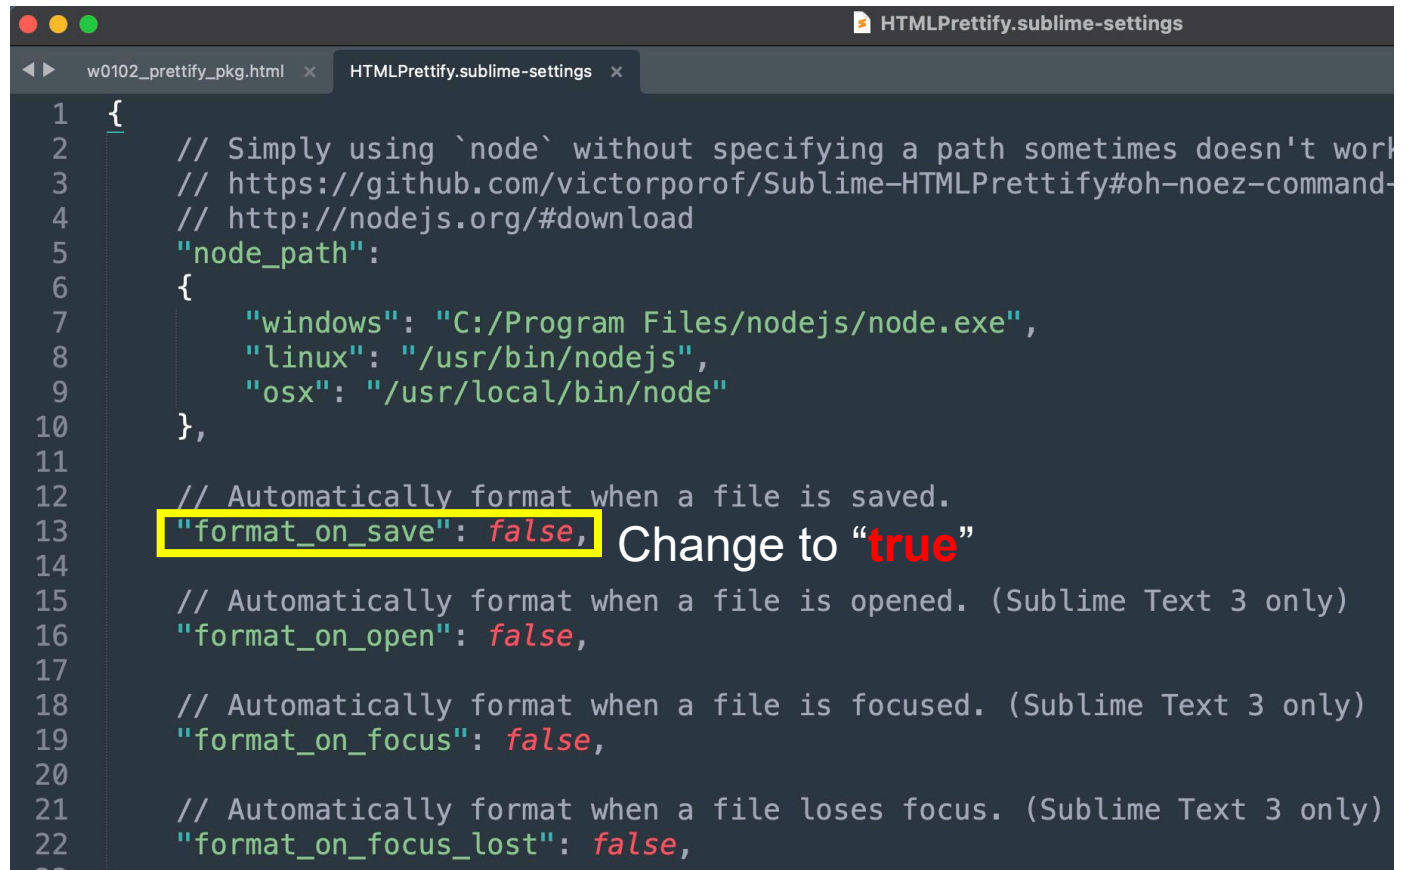 HTMLPrettify.sublime-settings
w0102_prettify_pkg.html × HTMLPrettify.sublime-settings ×
1 {
2 // Simply using `node` without specifying a path sometimes doesn't work
3 // https://github.com/victorporof/Sublime-HTMLPrettify#oh-noez-command-
4 // http://nodejs.org/#download
5 "node_path":
6 {
7 "windows": "C:/Program Files/nodejs/node.exe",
8 "linux": "/usr/bin/nodejs",
9 "osx": "/usr/local/bin/node"
10 },
11
12 // Automatically format when a file is saved.
13 "format_on_save": false, Change to “true”
14
15 // Automatically format when a file is opened. (Sublime Text 3 only)
16 "format_on_open": false,
17
18 // Automatically format when a file is focused. (Sublime Text 3 only)
19 "format_on_focus": false,
20
21 // Automatically format when a file loses focus. (Sublime Text 3 only)
22 "format_on_focus_lost": false,